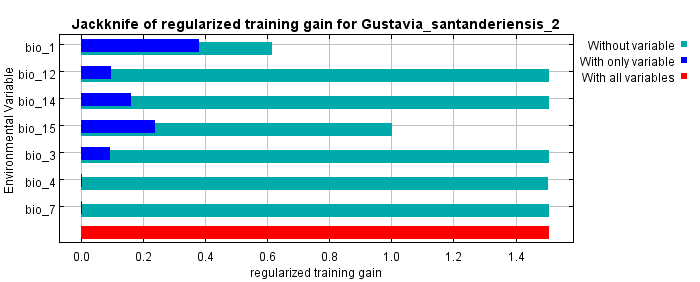 Jackknife of regularized training gain for Gustavia_santanderiensis_2
Without variable
With only variable
With all variables
Environmental Variable
bio_1
bio_12
bio_14
bio_15
bio_3
bio_4
bio_7
0.0 0.2 0.4 0.6 0.8 1.0 1.2 1.4
regularized training gain